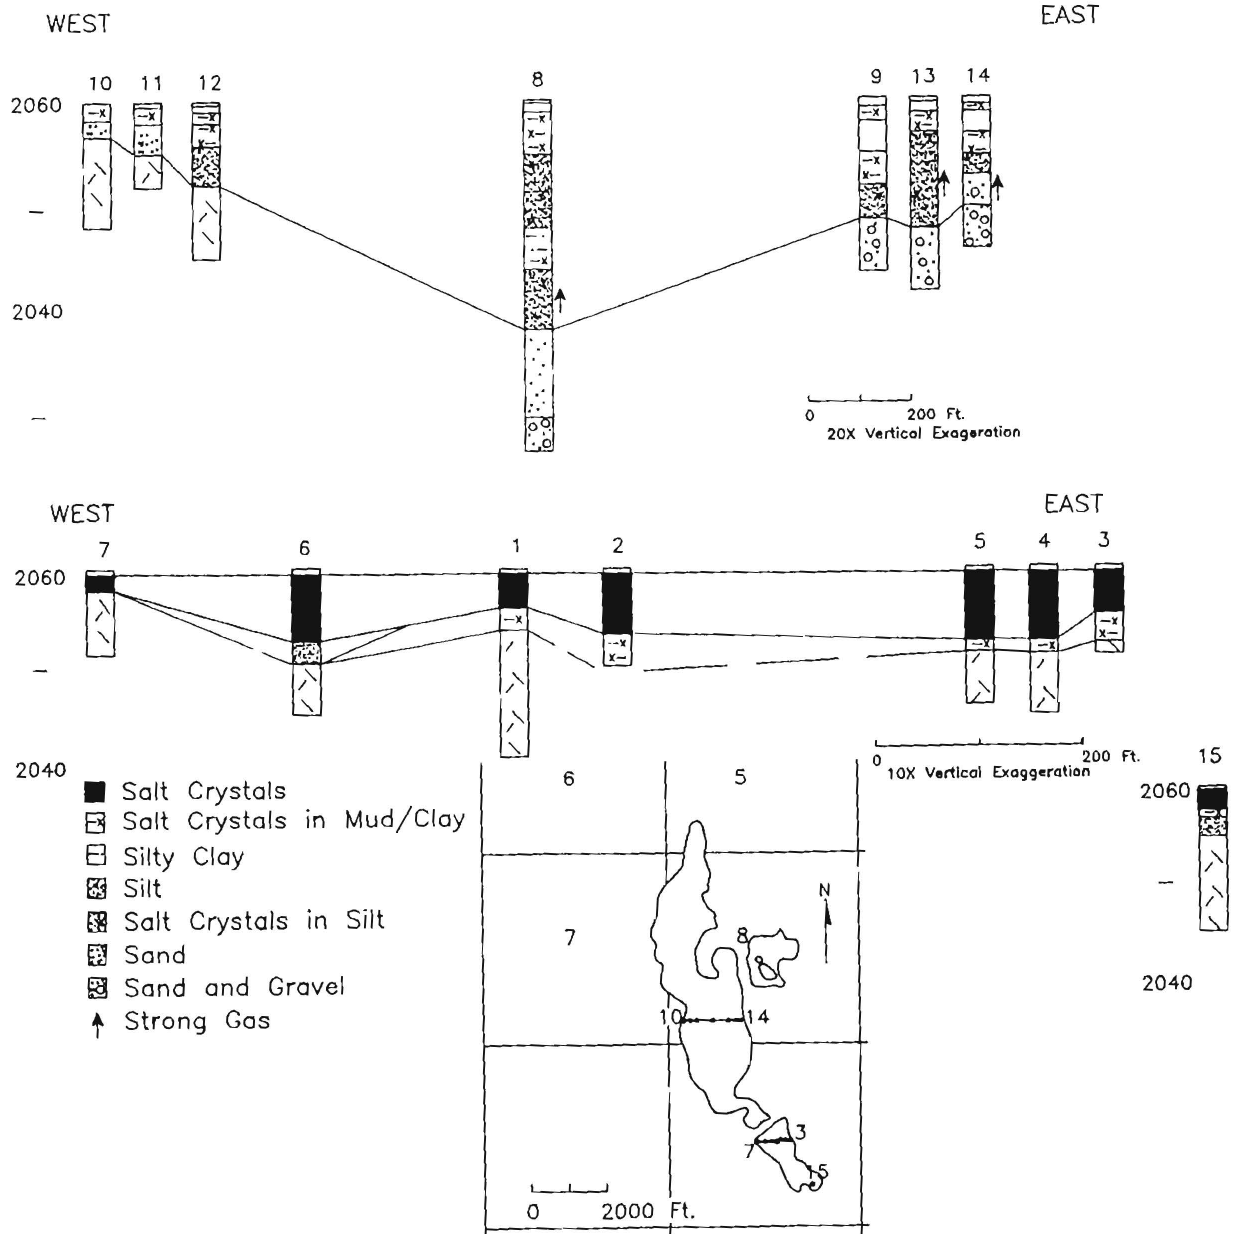 WEST EAST
10 11 12 8 9 13 14
2060
2040
0 200 Ft.
20X Vertical Exageration
WEST EAST
7 6 1 2 5 4 3
2060
2040
0 200 Ft.
10X Vertical Exaggeration
15
2060
2040
Salt Crystals
Salt Crystals in Mud/Clay
Silty Clay
Silt
Salt Crystals in Silt
Sand
Sand and Gravel
Strong Gas
6 5
N
7 8
8
10 14
7 3
15
0 2000 Ft.